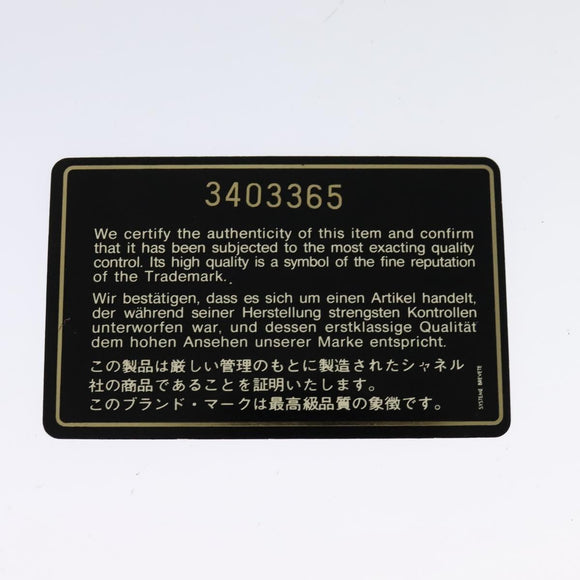 3403365
We certify the authenticity of this item and confirm
that it has been subjected to the most exacting quality
control. Its high quality is a symbol of the fine reputation
of the Trademark.
Wir bestätigen, dass es sich um einen Artikel handelt,
der während seiner Herstellung strengsten Kontrollen
unterworfen war, und dessen erstklassige Qualität
dem hohen Ansehen unserer Marke entspricht.
この製品は厳しい管理のもとに製造されたシャネル
社の商品であることを証明いたします。
このブランド・マークは最高級品質の象徴です。
SYSTEME BREVETE